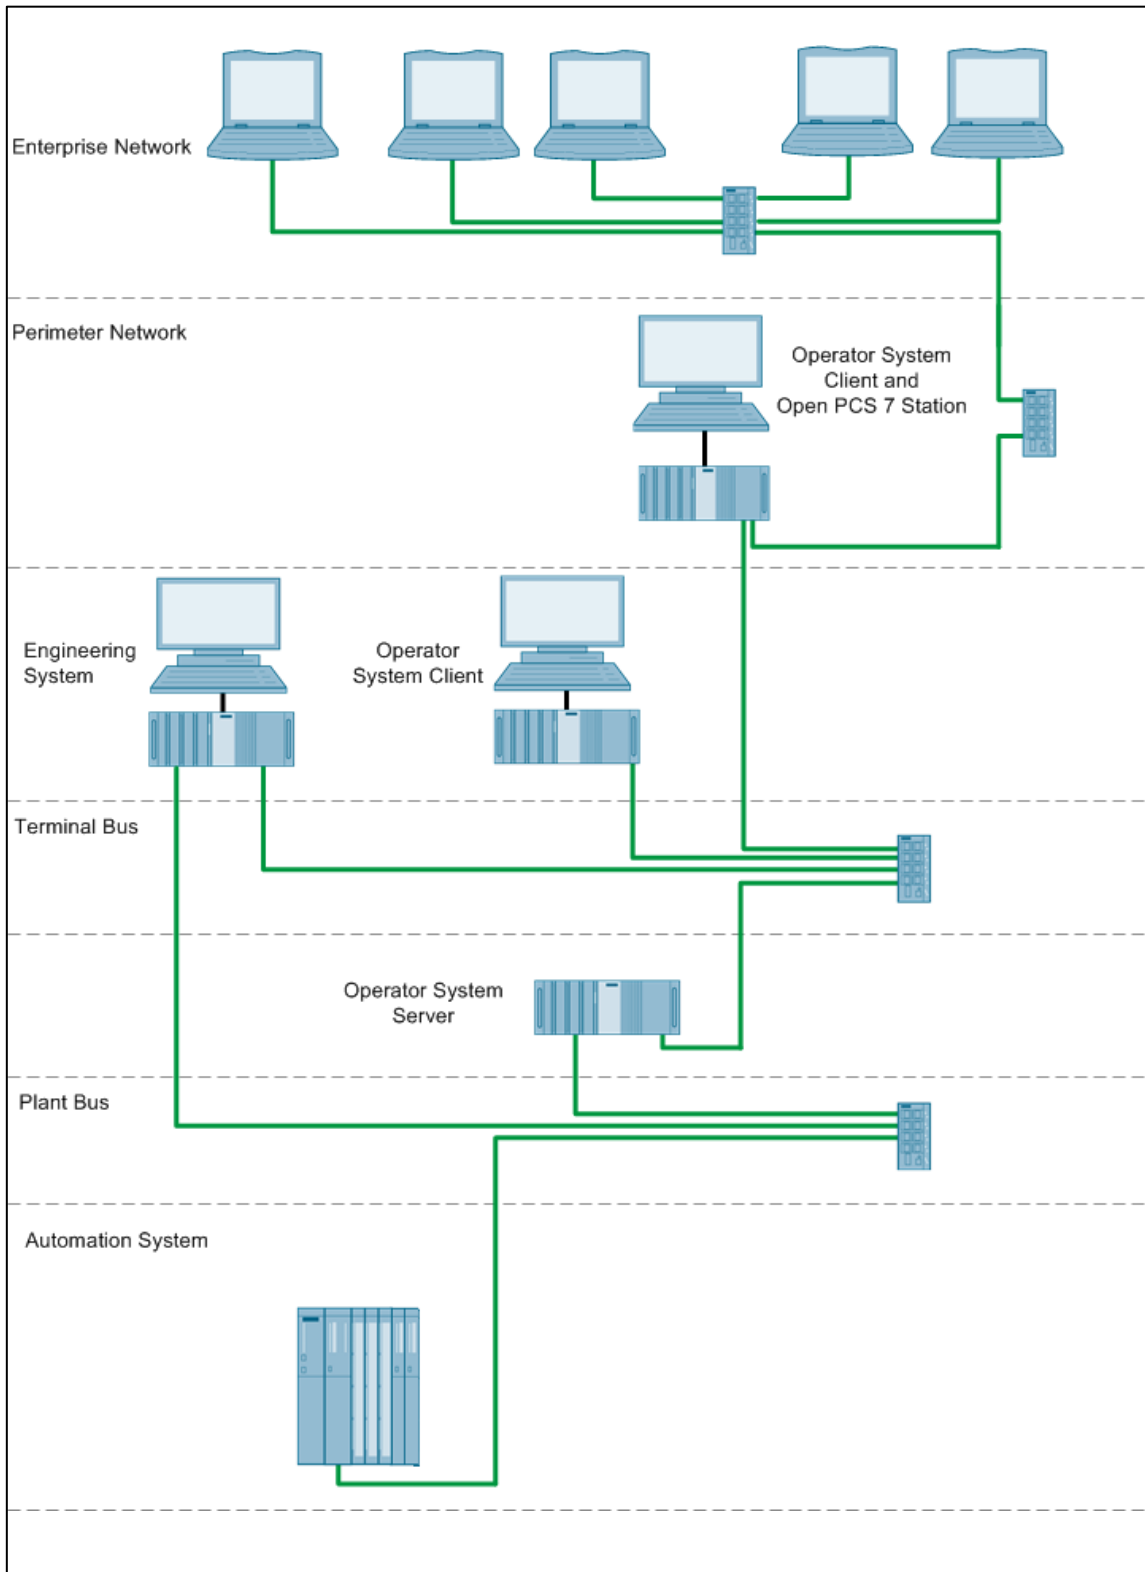 Enterprise Network
Perimeter Network
Operator System
Client and
Open PCS 7 Station
Engineering
System
Operator
System Client
Terminal Bus
Operator System
Server
Plant Bus
Automation System